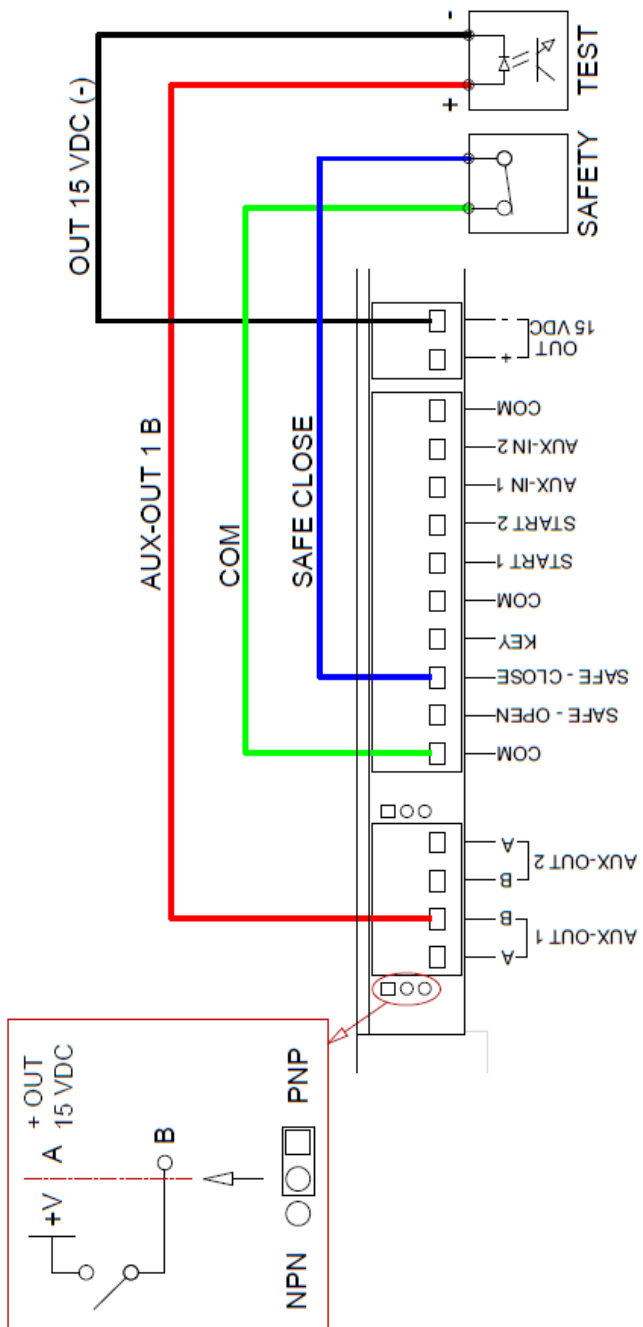 OUT 15 VDC (-)
AUX-OUT 1 B
COM
SAFE CLOSE
-
+
TEST
SAFETY
-
+
15 VDC
OUT
COM
AUX-IN 2
AUX-IN 1
START 2
START 1
COM
KEY
SAFE - CLOSE
SAFE - OPEN
COM
A
B
AUX-OUT 2
B
A
AUX-OUT 1
+V
A
+ OUT
15 VDC
B
NPN
PNP